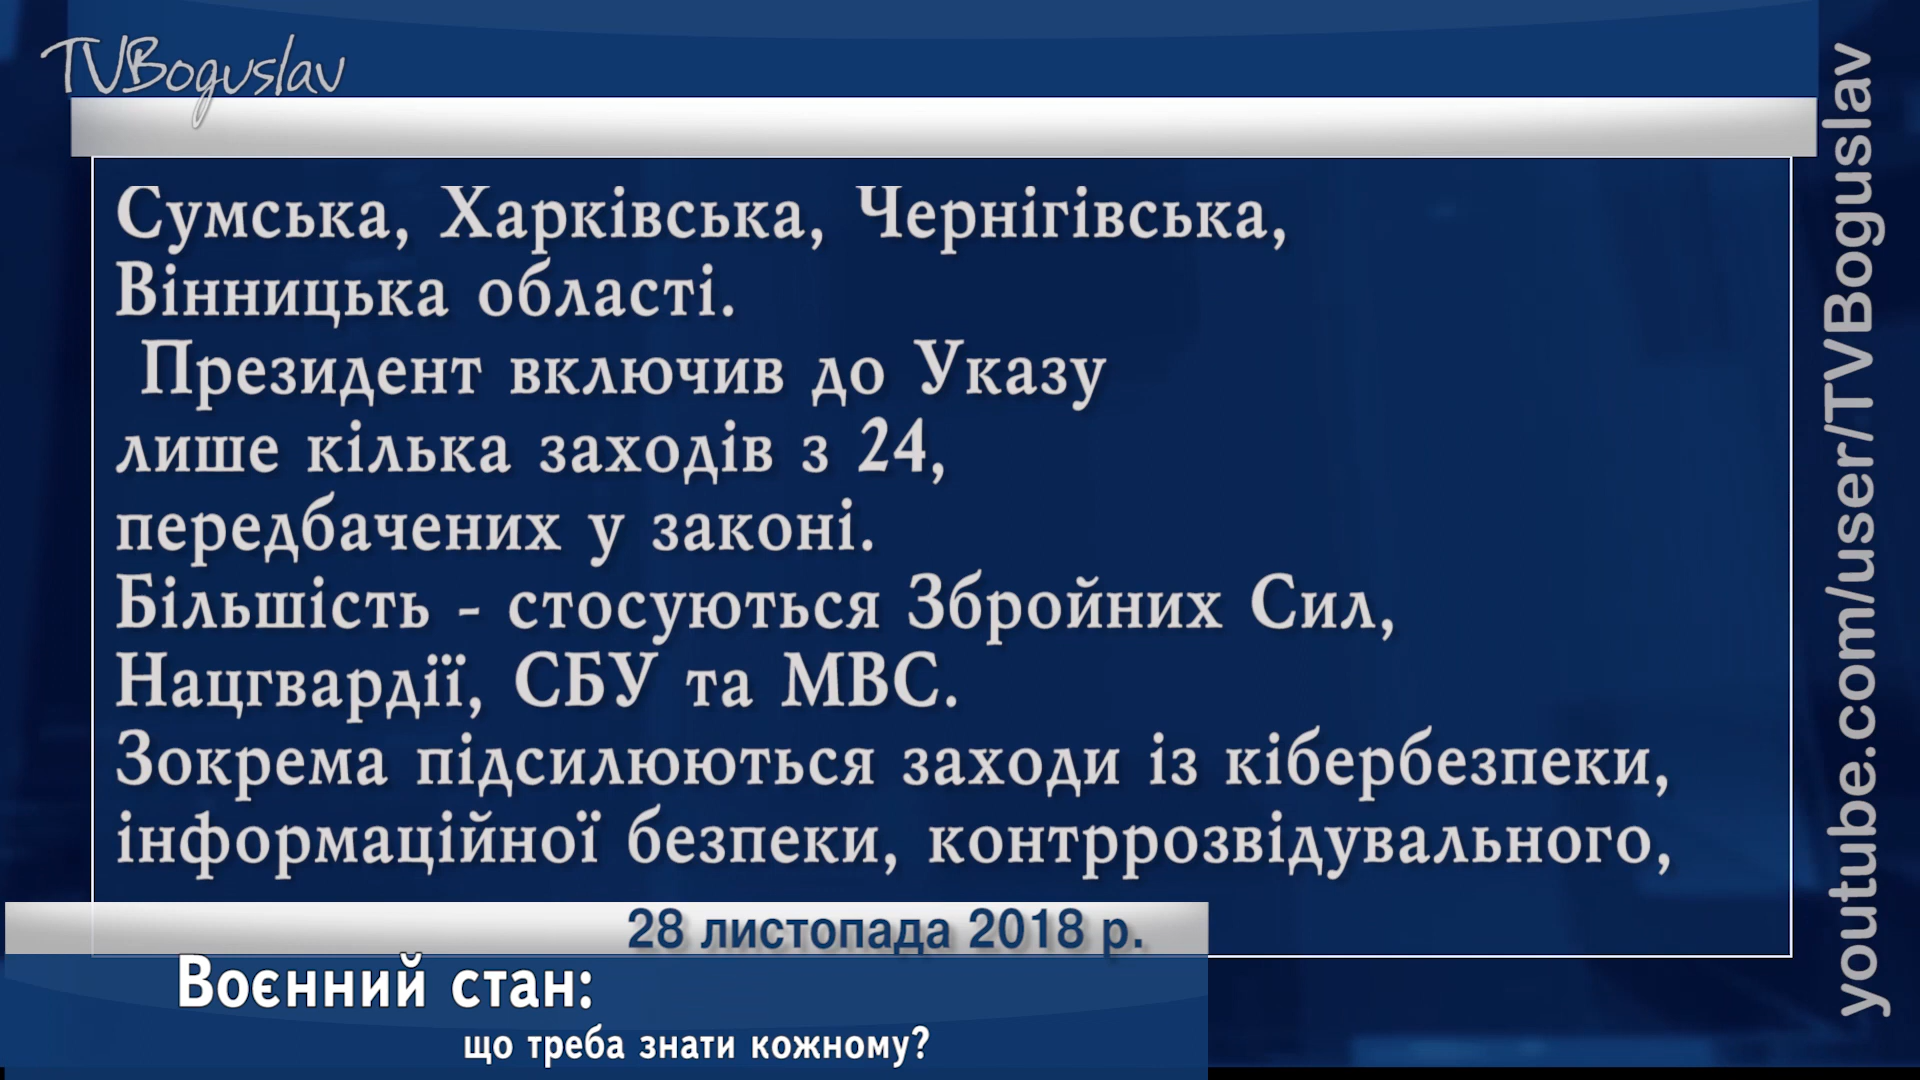 TVBoguslav
Сумська, Харківська, Чернігівська,
Вінницька області.
Президент включив до Указу
лише кілька заходів з 24,
передбачених у законі.
Більшість - стосуються Збройних Сил,
Нацгвардії, СБУ та МВС.
Зокрема підсилюються заходи із кібербезпеки,
інформаційної безпеки, контррозвідувального,
28 листопада 2018 р.
Воєнний стан:
що треба знати кожному?
youtube.com/user/TVBoguslav